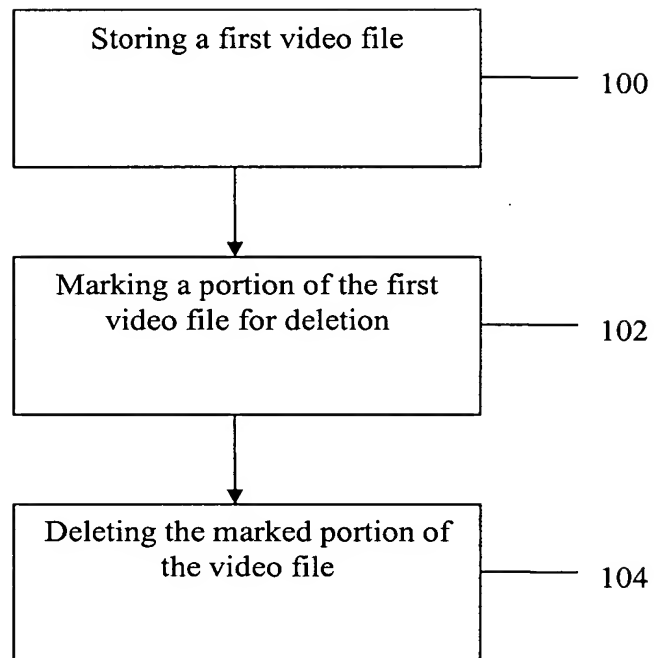 Storing a first video file
100
Marking a portion of the first
video file for deletion
102
Deleting the marked portion of
the video file
104